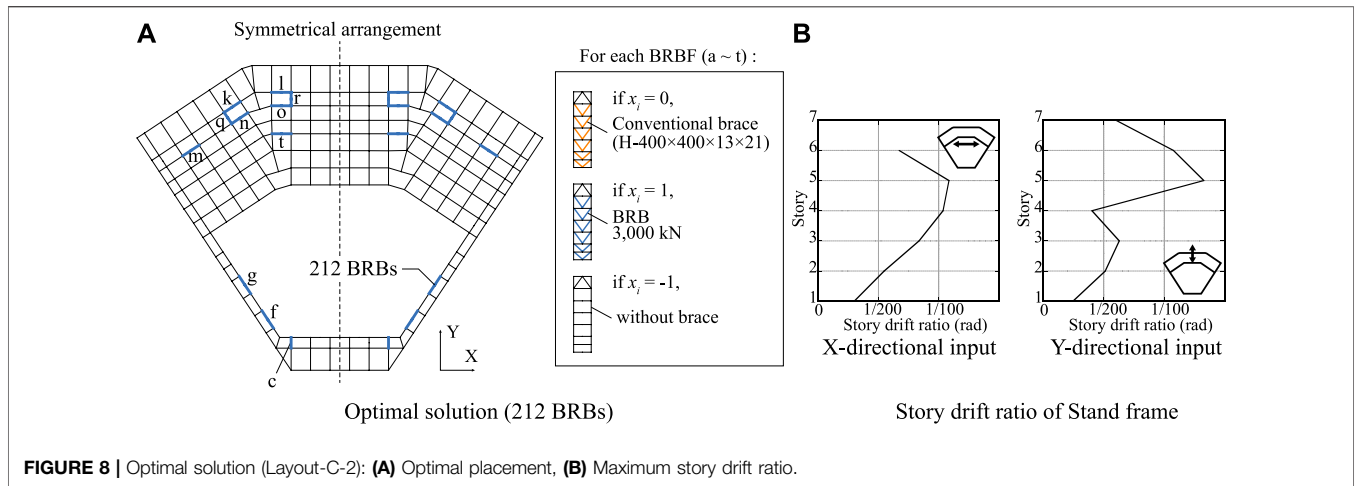 A
Symmetrical arrangement
k
l
r
q
n
o
m
t
g
f
212 BRBs
c
Y
X
Optimal solution (212 BRBs)
For each BRBF (a ~ t) :
if xi = 0,
Conventional brace
(H-400×400×13×21)
if xi = 1,
BRB
3,000 kN
if xi = -1,
without brace
B
7
6
5
4
3
2
1
Story
0 1/200 1/100
Story drift ratio (rad)
X-directional input
7
6
5
4
3
2
1
Story
0 1/200 1/100
Story drift ratio (rad)
Y-directional input
Story drift ratio of Stand frame
FIGURE 8 | Optimal solution (Layout-C-2): (A) Optimal placement, (B) Maximum story drift ratio.